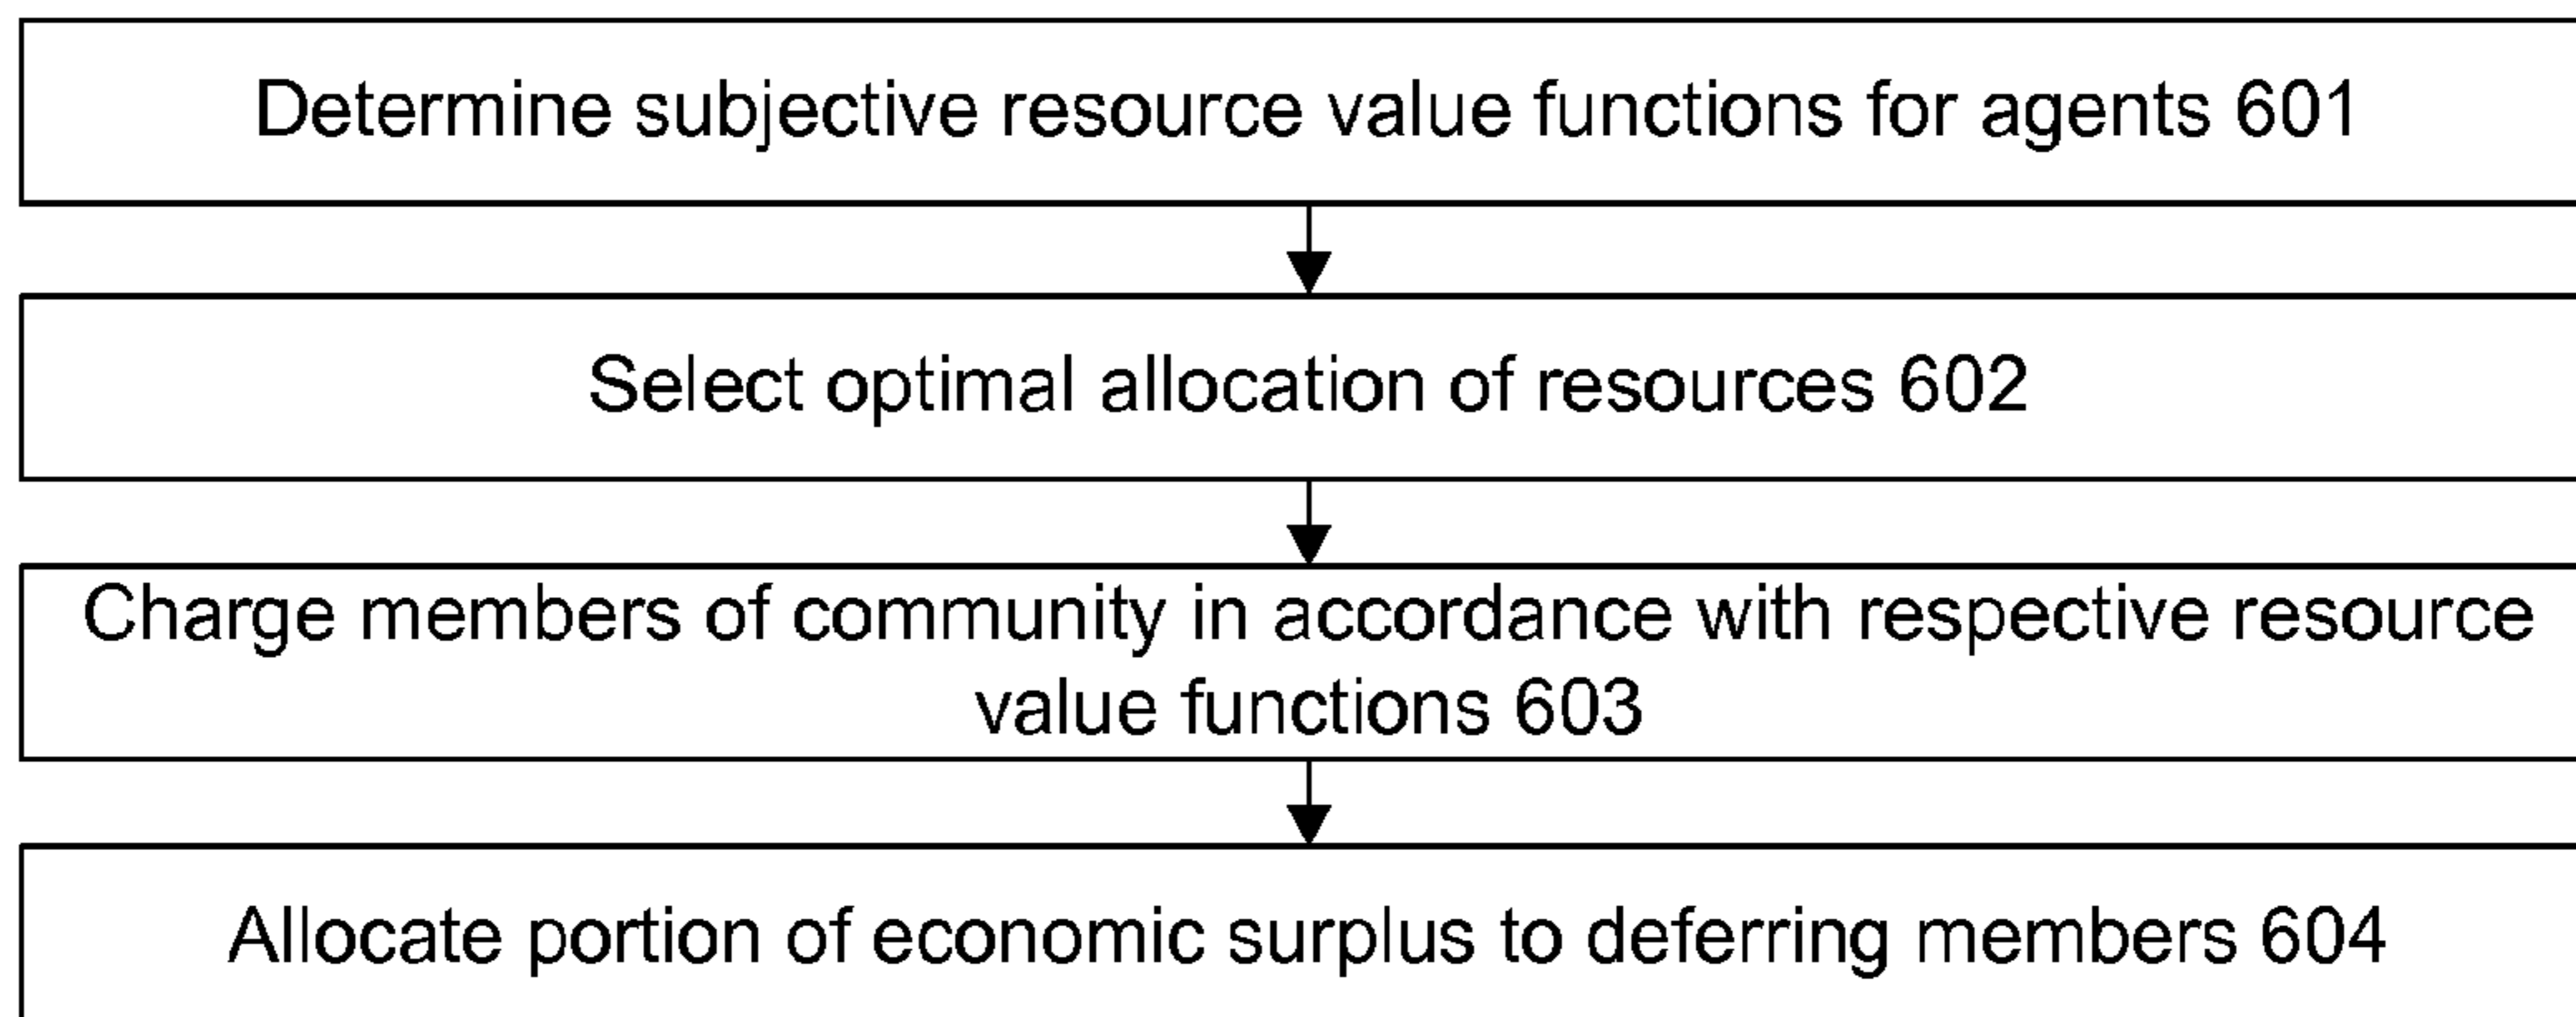 Determine subjective resource value functions for agents 601
Select optimal allocation of resources 602
Charge members of community in accordance with respective resource
value functions 603
Allocate portion of economic surplus to deferring members 604